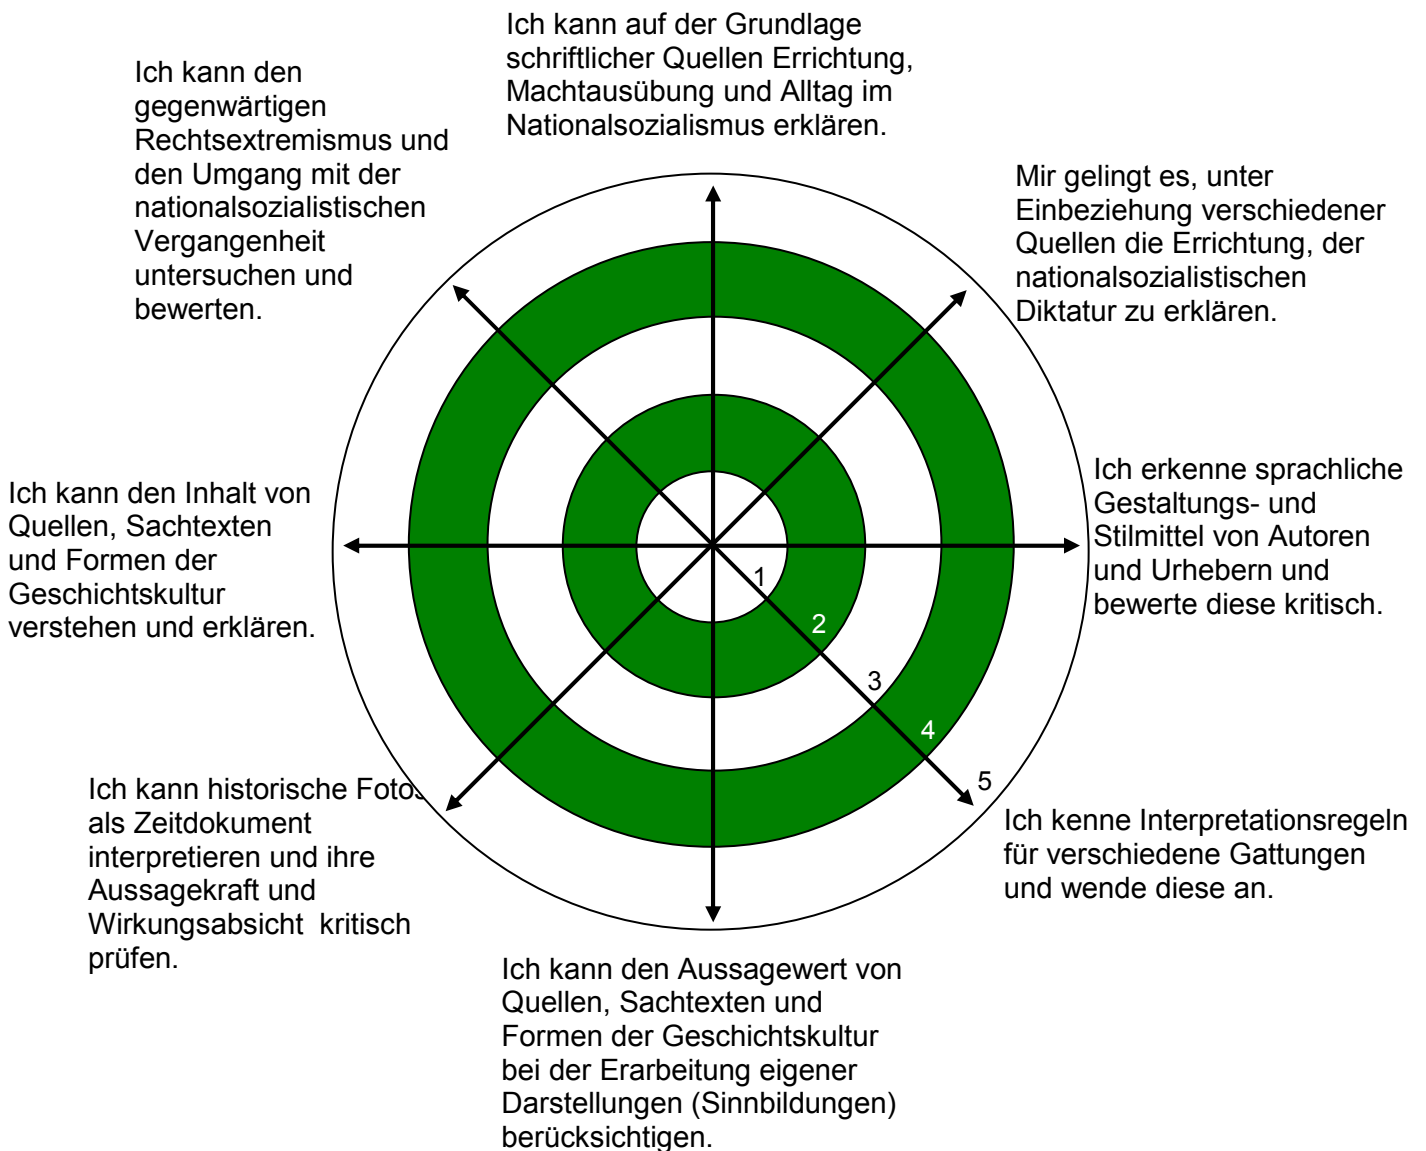 Ich kann auf der Grundlage
schriftlicher Quellen Errichtung,
Machtausübung und Alltag im
Nationalsozialismus erklären.
Ich kann den
gegenwärtigen
Rechtsextremismus und
den Umgang mit der
nationalsozialistischen
Vergangenheit
untersuchen und
bewerten.
Mir gelingt es, unter
Einbeziehung verschiedener
Quellen die Errichtung, der
nationalsozialistischen
Diktatur zu erklären.
Ich erkenne sprachliche
Gestaltungs- und
Stilmittel von Autoren
und Urhebern und
bewerte diese kritisch.
Ich kann den Inhalt von
Quellen, Sachtexten
und Formen der
Geschichtskultur
verstehen und erklären.
1
2
3
4
5
Ich kann historische Fotos
als Zeitdokument
interpretieren und ihre
Aussagekraft und
Wirkungsabsicht kritisch
prüfen.
Ich kenne Interpretationsregeln
für verschiedene Gattungen
und wende diese an.
Ich kann den Aussagewert von
Quellen, Sachtexten und
Formen der Geschichtskultur
bei der Erarbeitung eigener
Darstellungen (Sinnbildungen)
berücksichtigen.